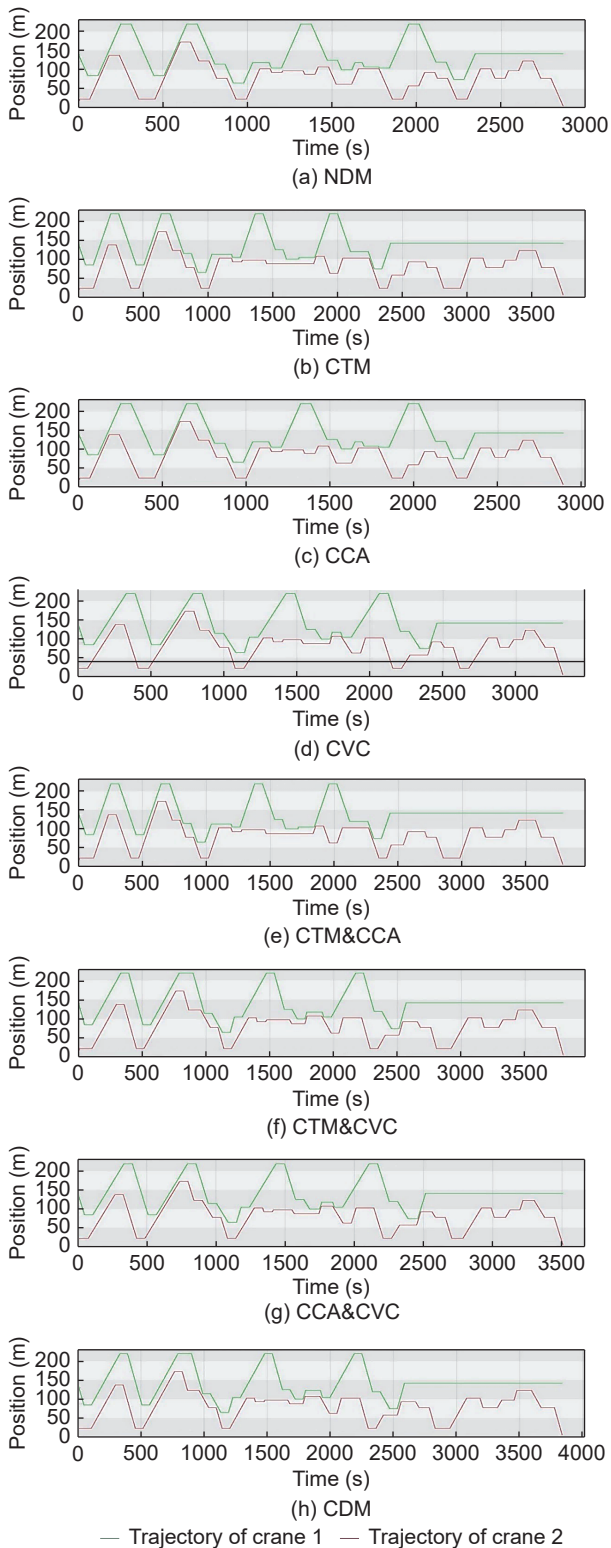 Position (m)
200
150
100
50
0
0 500 1000 1500 2000 2500 3000
Time (s)
(a) NDM
Position (m)
200
150
100
50
0
0 500 1000 1500 2000 2500 3000 3500
Time (s)
(b) CTM
Position (m)
200
150
100
50
0
0 500 1000 1500 2000 2500 3000
Time (s)
(c) CCA
Position (m)
200
150
100
50
0
0 500 1000 1500 2000 2500 3000
Time (s)
(d) CVC
Position (m)
200
150
100
50
0
0 500 1000 1500 2000 2500 3000 3500
Time (s)
(e) CTM&CCA
Position (m)
200
150
100
50
0
0 500 1000 1500 2000 2500 3000 3500
Time (s)
(f) CTM&CVC
Position (m)
200
150
100
50
0
0 500 1000 1500 2000 2500 3000 3500
Time (s)
(g) CCA&CVC
Position (m)
200
150
100
50
0
0 500 1000 1500 2000 2500 3000 3500 4000
Time (s)
(h) CDM
Trajectory of crane 1 Trajectory of crane 2